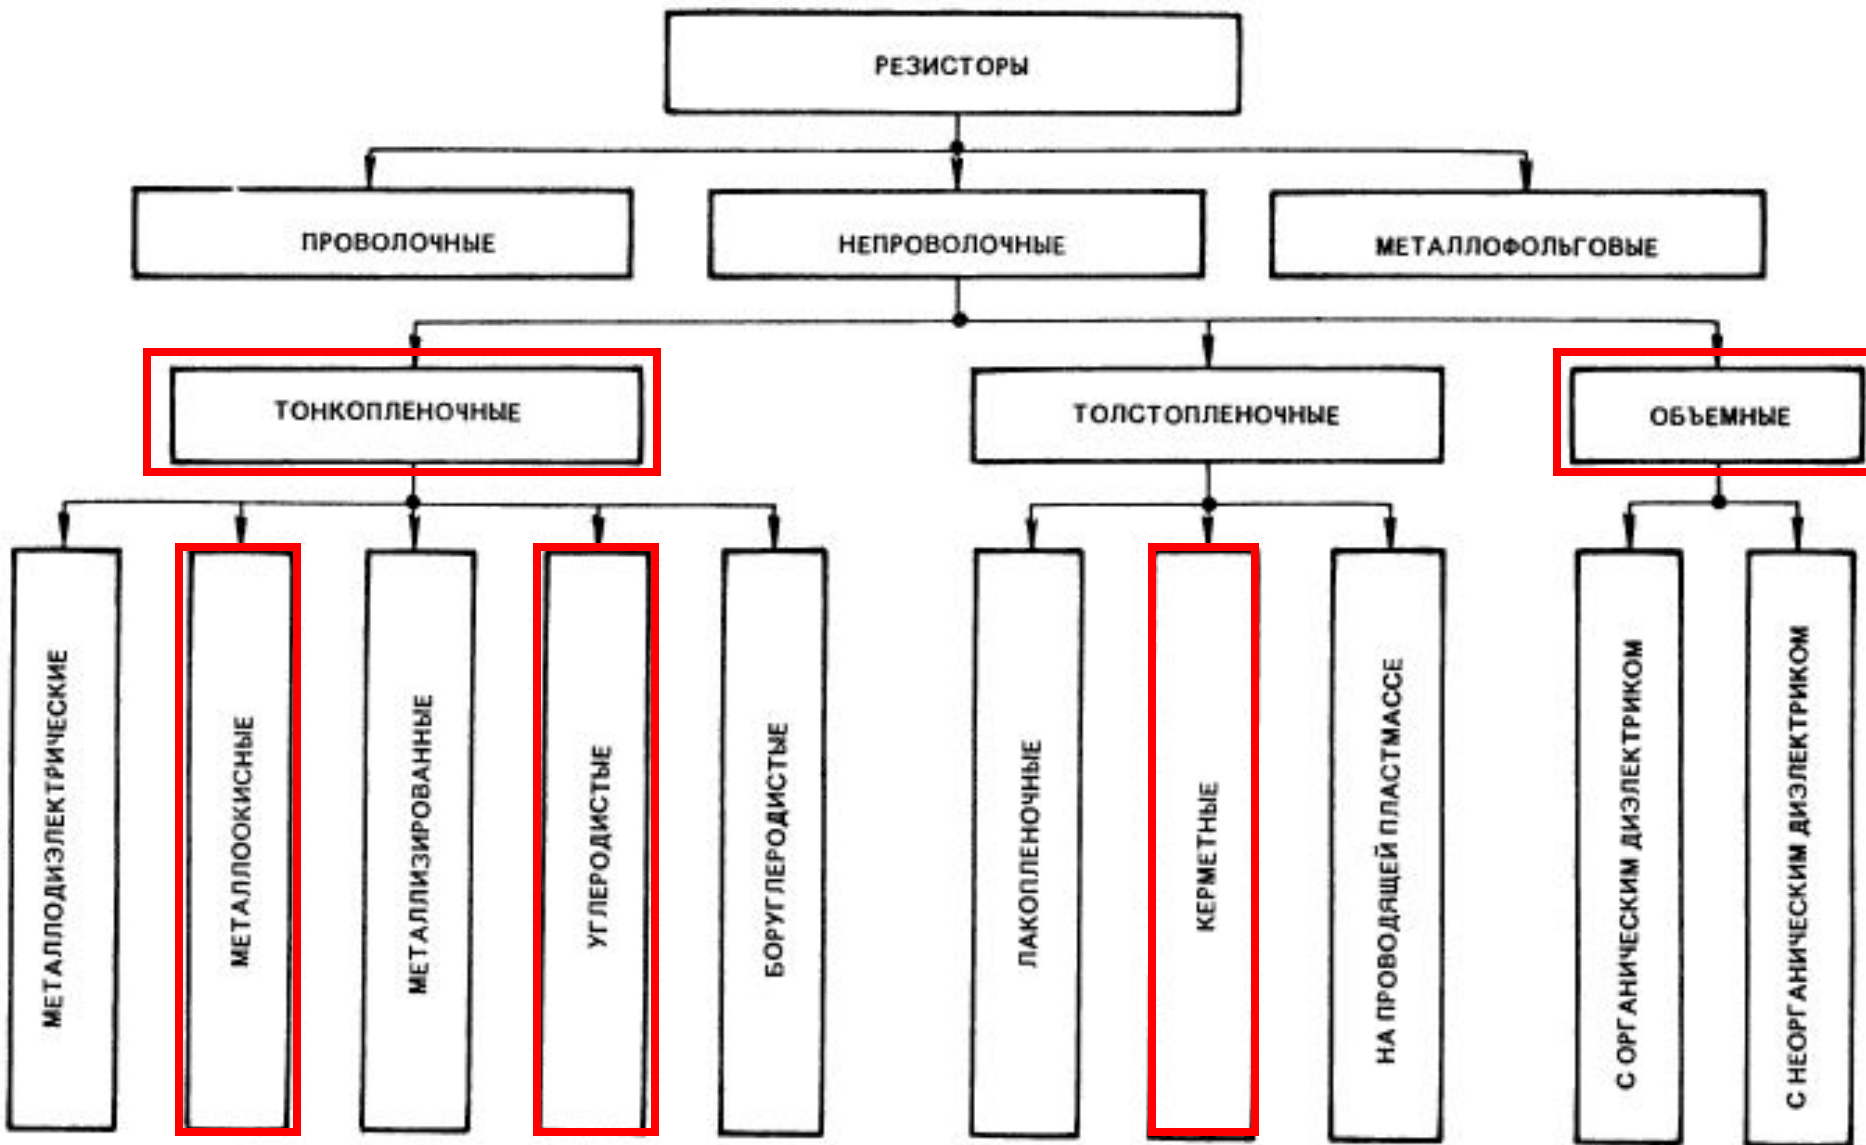 РЕЗИСТОРЫ
ПРОВОЛОЧНЫЕ
НЕПРОВОЛОЧНЫЕ
МЕТАЛЛОФОЛЬГОВЫЕ
ТОНКОПЛЕНОЧНЫЕ
ТОЛСТОПЛЕНОЧНЫЕ
ОБЪЕМНЫЕ
МЕТАЛЛОДИЭЛЕКТРИЧЕСКИЕ
МЕТАЛЛООКИСНЫЕ
МЕТАЛЛИЗИРОВАННЫЕ
УГЛЕРОДИСТЫЕ
БОРУГЛЕРОДИСТЫЕ
ЛАКОПЛЕНОЧНЫЕ
КЕРМЕТНЫЕ
НА ПРОВОДЯЩЕЙ ПЛАСТМАССЕ
С ОРГАНИЧЕСКИМ ДИЭЛЕКТРИКОМ
С НЕОРГАНИЧЕСКИМ ДИЭЛЕКТРИКОМ